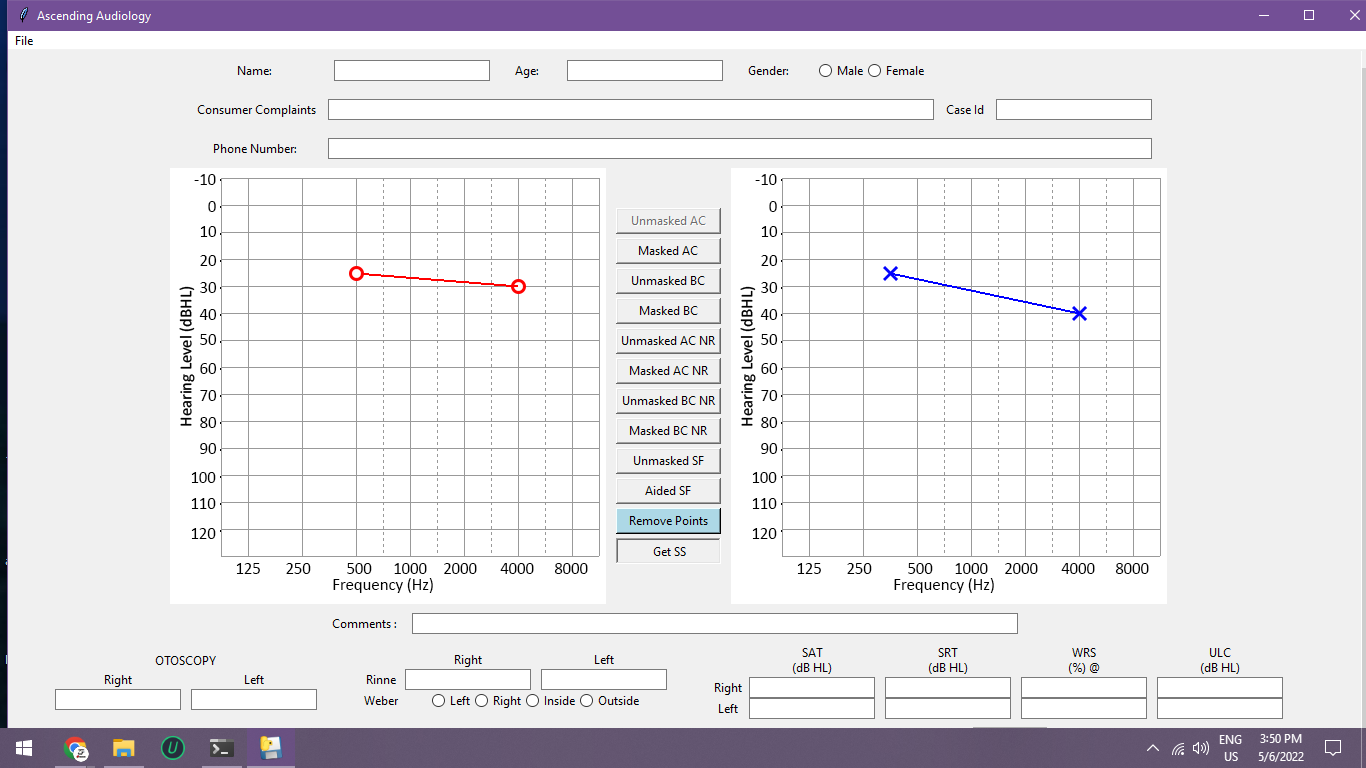 Ascending Audiology
File
Name: Age: Gender: Male Female
Consumer Complaints Case Id
Phone Number:
-10
0
10
20
30
40
50
60
70
80
90
100
110
120
Hearing Level (dBHL)
125 250 500 1000 2000 4000 8000
Frequency (Hz)
Unmasked AC
Masked AC
Unmasked BC
Masked BC
Unmasked AC NR
Masked AC NR
Unmasked BC NR
Masked BC NR
Unmasked SF
Aided SF
Remove Points
Get SS
-10
0
10
20
30
40
50
60
70
80
90
100
110
120
Hearing Level (dBHL)
125 250 500 1000 2000 4000 8000
Frequency (Hz)
Comments :
OTOSCOPY
Right Left
Right Left
Rinne
Weber Left Right Inside Outside
SAT SRT WRS ULC
(dB HL) (dB HL) (%) @ (dB HL)
Right
Left
ENG
US
3:50 PM
5/6/2022